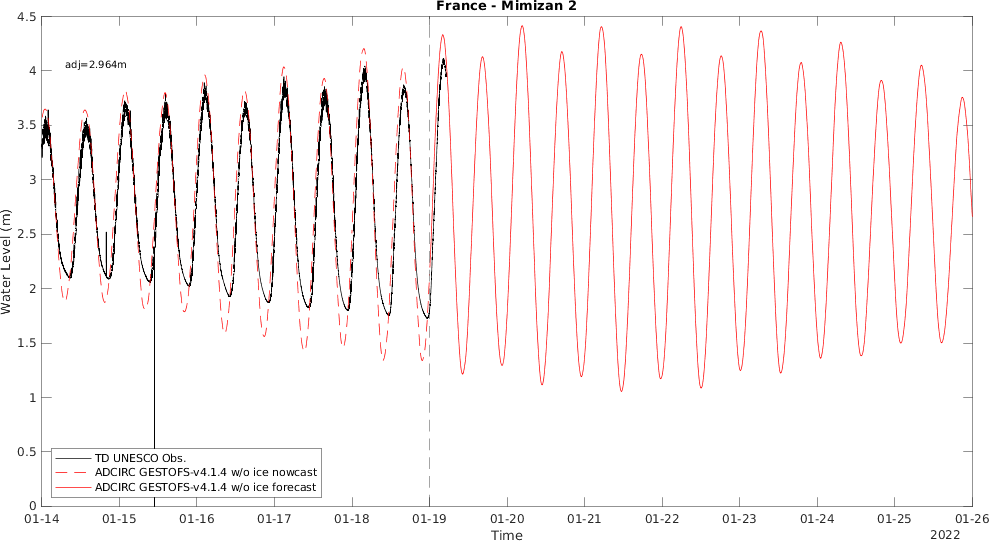 France - Mimizan 2
4.5
4
3.5
3
2.5
2
1.5
1
0.5
0
Water Level (m)
adj=2.964m
TD UNESCO Obs.
ADCIRC GESTOFS-v4.1.4 w/o ice nowcast
ADCIRC GESTOFS-v4.1.4 w/o ice forecast
01-14 01-15 01-16 01-17 01-18 01-19 01-20 01-21 01-22 01-23 01-24 01-25 01-26
Time
2022